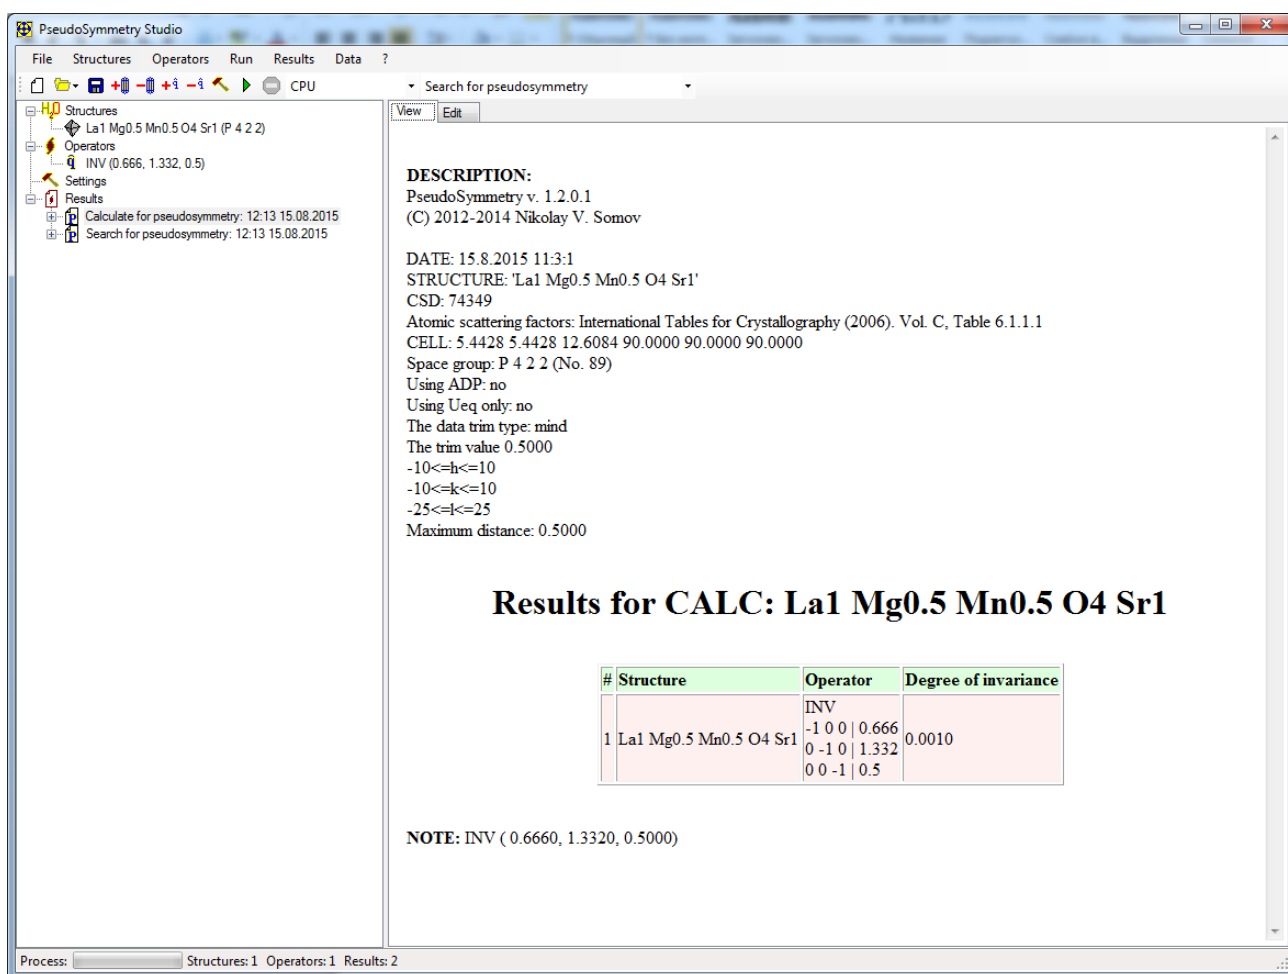 PseudoSymmetry Studio
File Structures Operators Run Results Data ?
CPU Search for pseudosymmetry
Structures
La1 Mg0.5 Mn0.5 O4 Sr1 (P 4 2 2)
Operators
INV (0.666, 1.332, 0.5)
Settings
Results
Calculate for pseudosymmetry: 12:13 15.08.2015
Search for pseudosymmetry: 12:13 15.08.2015
View Edit
DESCRIPTION:
PseudoSymmetry v. 1.2.0.1
(C) 2012-2014 Nikolay V. Somov
DATE: 15.8.2015 11:3:1
STRUCTURE: 'La1 Mg0.5 Mn0.5 O4 Sr1'
CSD: 74349
Atomic scattering factors: International Tables for Crystallography (2006). Vol. C, Table 6.1.1.1
CELL: 5.4428 5.4428 12.6084 90.0000 90.0000 90.0000
Space group: P 4 2 2 (No. 89)
Using ADP: no
Using Ueq only: no
The data trim type: mind
The trim value 0.5000
-10<=h<=10
-10<=k<=10
-25<=l<=25
Maximum distance: 0.5000
Results for CALC: La1 Mg0.5 Mn0.5 O4 Sr1
# Structure Operator Degree of invariance
1 La1 Mg0.5 Mn0.5 O4 Sr1 INV
-1 0 0 | 0.666
0 -1 0 | 1.332
0 0 -1 | 0.5
0.0010
NOTE: INV ( 0.6660, 1.3320, 0.5000)
Process: Structures: 1 Operators: 1 Results: 2